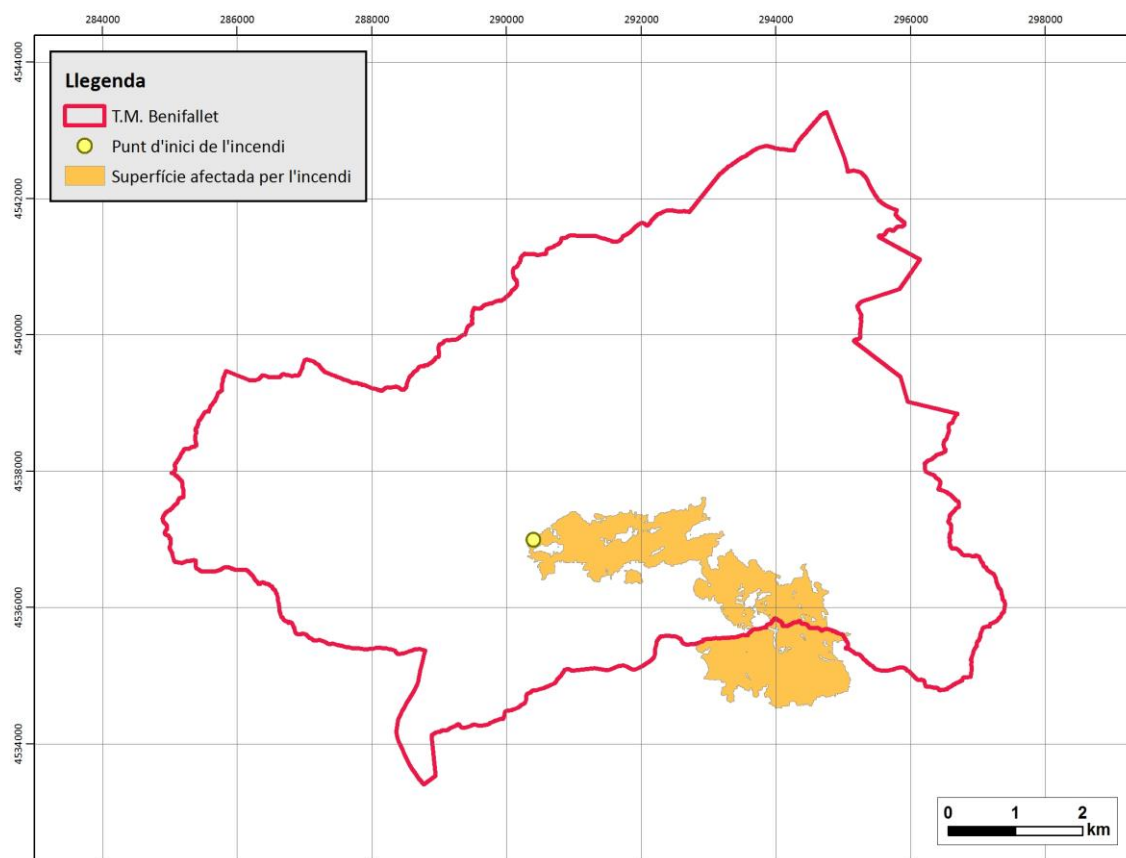 284000 286000 288000 290000 292000 294000 296000 298000
4544000
4542000
4540000
4538000
4536000
4534000
Llegenda
T.M. Benifallet
Punt d'inici de l'incendi
Superfície afectada per l'incendi
0 1 2
km